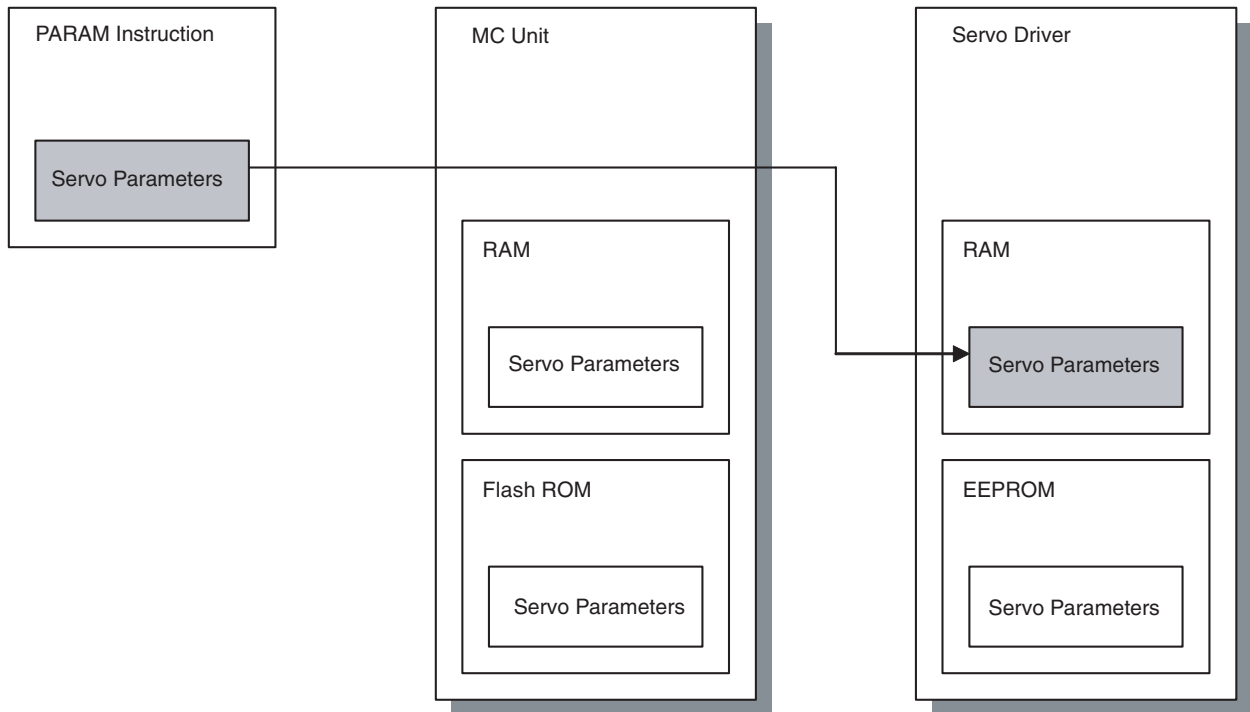 PARAM Instruction
Servo Parameters
MC Unit
RAM
Servo Parameters
Flash ROM
Servo Parameters
Servo Driver
RAM
Servo Parameters
EEPROM
Servo Parameters